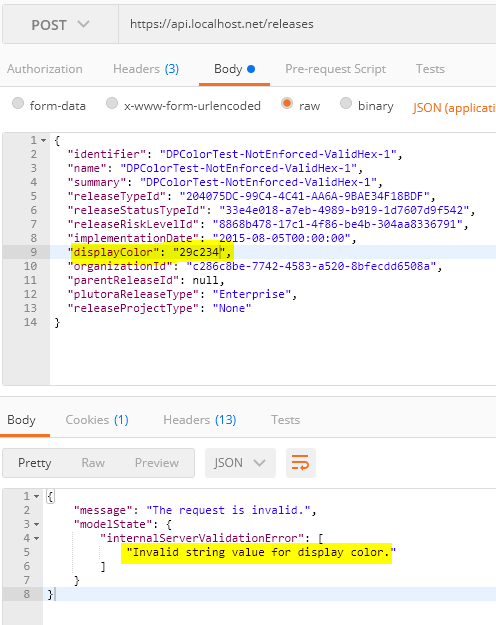 POST https://api.localhost.net/releases
Authorization Headers (3) Body Pre-request Script Tests
form-data x-www-form-urlencoded raw binary JSON (applicati
1 {
2 "identifier": "DPColorTest-NotEnforced-ValidHex-1",
3 "name": "DPColorTest-NotEnforced-ValidHex-1",
4 "summary": "DPColorTest-NotEnforced-ValidHex-1",
5 "releaseTypeId": "204075DC-99C4-4C41-AA6A-9BAE34F18BDF",
6 "releaseStatusTypeId": "33e4e018-a7eb-4989-b919-1d7607d9f542",
7 "releaseRiskLevelId": "8868b478-17c1-4f86-be4b-304aa8336791",
8 "implementationDate": "2015-08-05T00:00:00",
9 "displayColor": "29c234",
10 "organizationId": "c286c8be-7742-4583-a520-8bfecdd6508a",
11 "parentReleaseId": null,
12 "plutoraReleaseType": "Enterprise",
13 "releaseProjectType": "None"
14 }
Body Cookies (1) Headers (13) Tests
Pretty Raw Preview JSON
1 {
2 "message": "The request is invalid.",
3 "modelState": {
4 "internalServerValidationError": [
5 "Invalid string value for display color."
6 ]
7 }
8 }